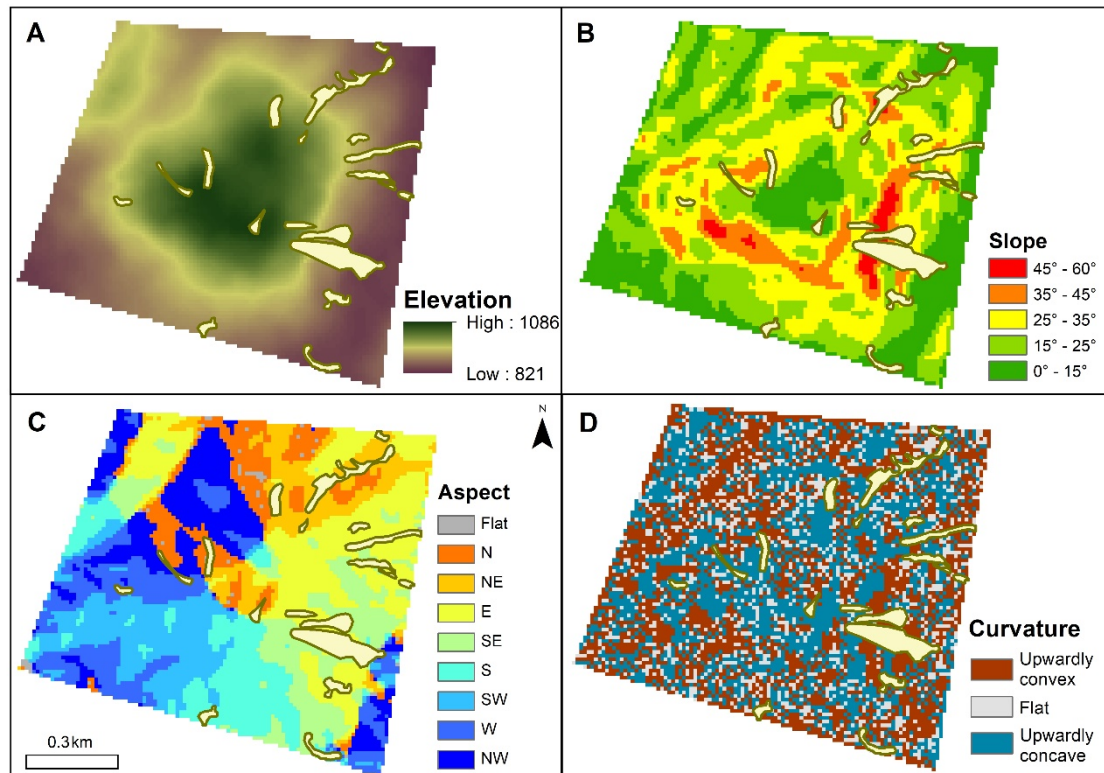 A
Elevation
High : 1086
Low : 821
B
Slope
45° - 60°
35° - 45°
25° - 35°
15° - 25°
0° - 15°
C
N
Aspect
Flat
N
NE
E
SE
S
SW
W
NW
0.3km
D
Curvature
Upwardly
convex
Flat
Upwardly
concave